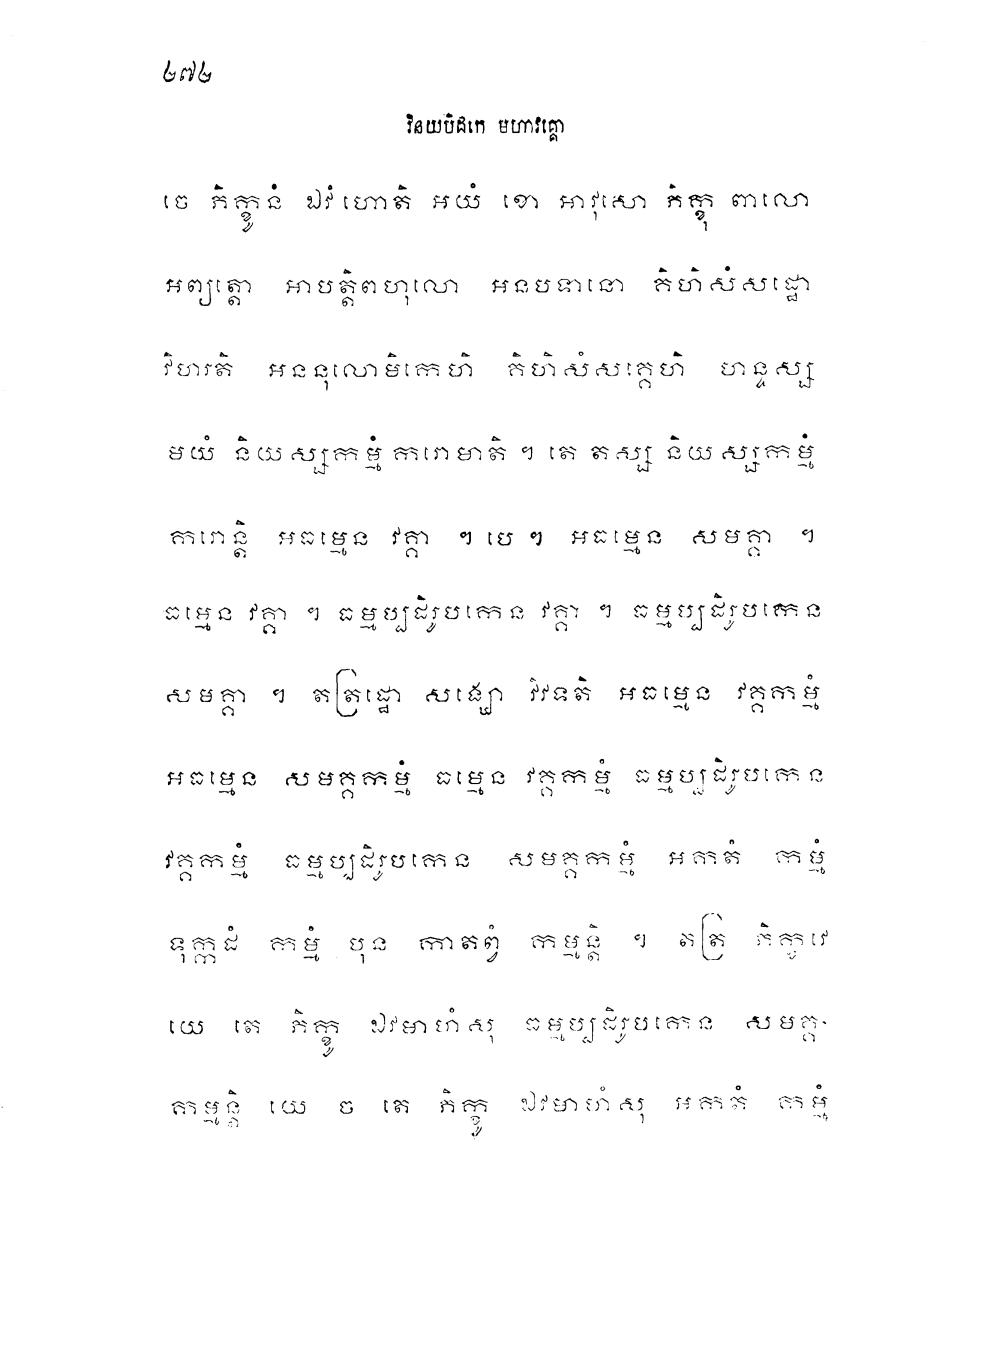 ២៧២
វិនយបិដកេ មហាវគ្គោ
ចេ ភិក្ខូនំ ឯវំ ហោតិ អយំ ខោ អាវុសោ ភិក្ខុ ពាលោ
អព្យត្តោ អាបត្តិពហុលោ អនបទានោ គិហិសំសដ្ឋោ
វិហរតិ អននុលោមិកេហិ គិហិសំសគ្គេហិ ហន្ទស្ស
មយំ និយស្សកម្មំ ករោមាតិ ។ តេ តស្ស និយស្សកម្មំ
ករោន្តិ អធម្មេន វគ្គា ។ បេ ។ អធម្មេន សមគ្គា ។
ធម្មេន វគ្គា ។ ធម្មប្បដិរូបកេន វគ្គា ។ ធម្មប្បដិរូបកេន
សមគ្គា ។ តត្រដ្ឋោ សង្ឃោ វិវទតិ អធម្មេន វគ្គកម្មំ
អធម្មេន សមគ្គកម្មំ ធម្មេន វគ្គកម្មំ ធម្មប្បដិរូបកេន
វគ្គកម្មំ ធម្មប្បដិរូបកេន សមគ្គកម្មំ អកតំ កម្មំ
ទុក្កដំ កម្មំ បុន កាតព្វំ កម្មន្តិ ។ តត្រ ភិក្ខវេ
យេ តេ ភិក្ខូ ឯវមាហំសុ ធម្មប្បដិរូបកេន សមគ្គ-
កម្មន្តិ យេ ច តេ ភិក្ខូ ឯវមាហំសុ អកតំ កម្មំ